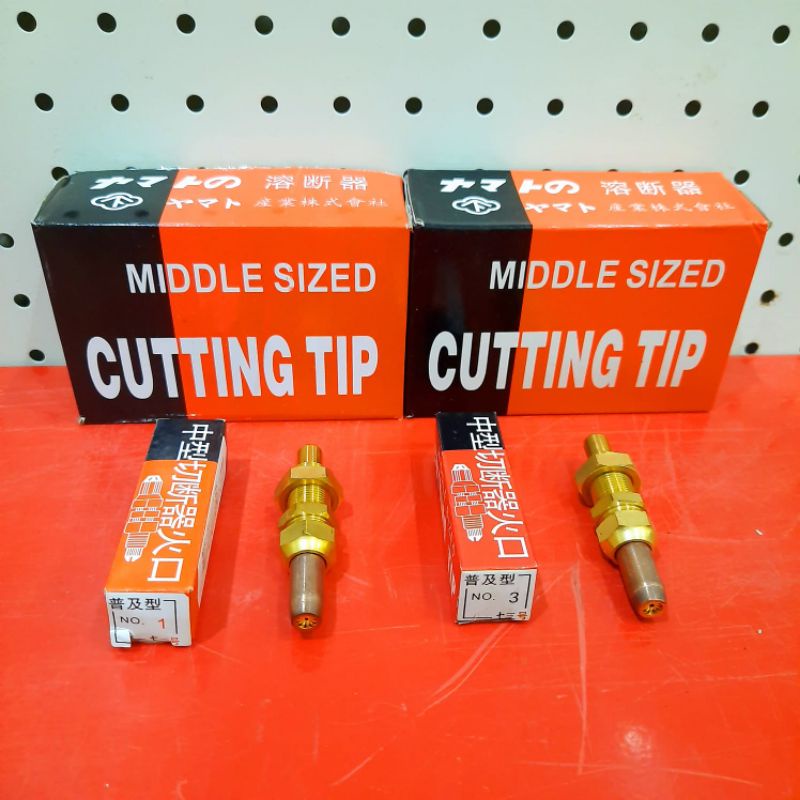 ヤマトの 溶断器
ヤマト 産業株式會社
MIDDLE SIZED
CUTTING TIP
ヤマトの 溶断器
ヤマト 産業株式會社
MIDDLE SIZED
CUTTING TIP
中型切断器火口
普及型
NO. 1
中型切断器火口
普及型
NO. 3